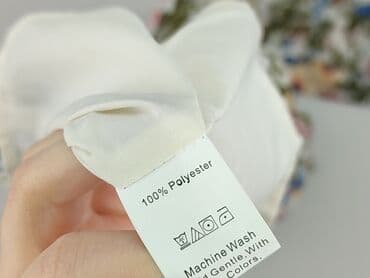 100% Polyester
Machine Wash
Gentle, With
Colors.